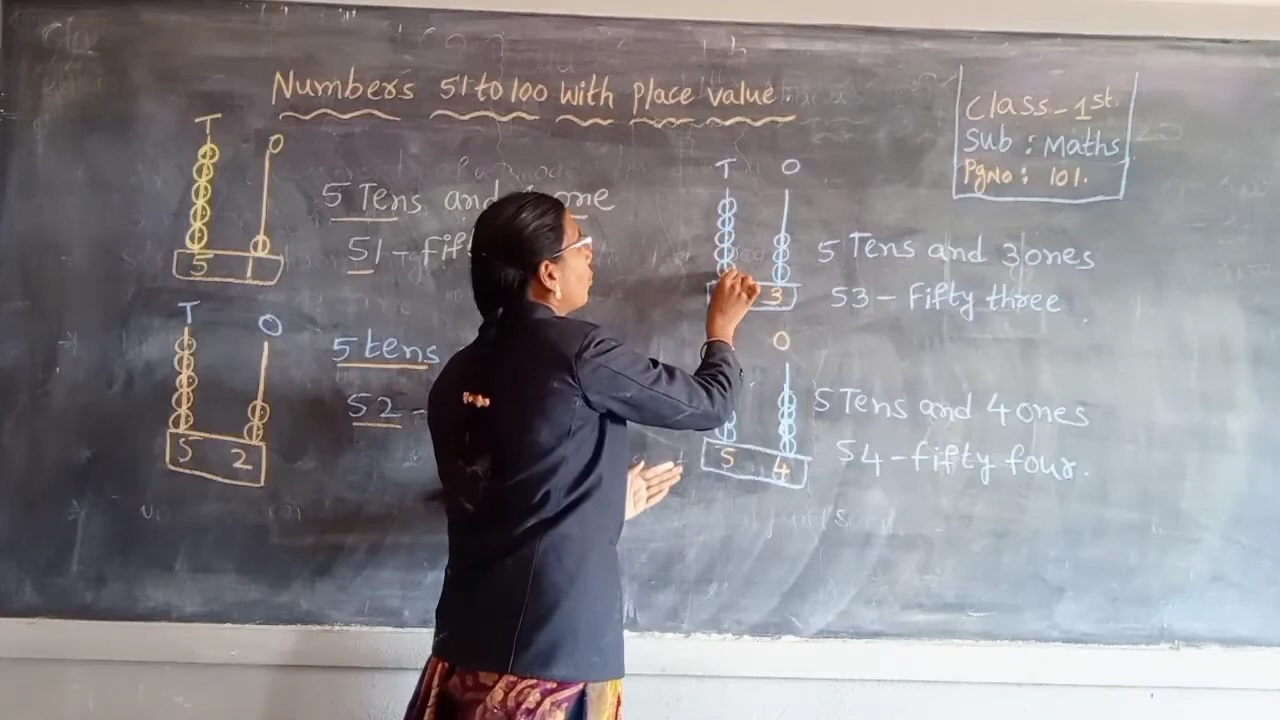 Numbers 51 to 100 with place value.
Class - 1st.
Sub : Maths
Pg No : 101.
T O
5 Tens and one
51 - fif
5 1
T O
5 tens
52 -
5 2
T O
5 Tens and 3 ones
3
53 - fifty three
O
5 Tens and 4 ones
5 4
54 - fifty four.